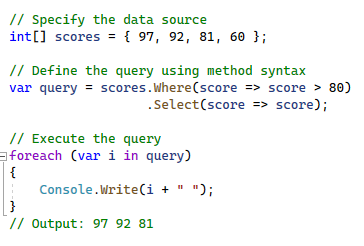 // Specify the data source
int[] scores = { 97, 92, 81, 60 };
// Define the query using method syntax
var query = scores.Where(score => score > 80)
.Select(score => score);
// Execute the query
foreach (var i in query)
{
Console.Write(i + " ");
}
// Output: 97 92 81